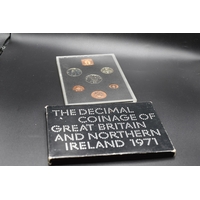 THE DECIMAL
COINAGE OF
GREAT BRITAIN
AND NORTHERN
IRELAND 1971